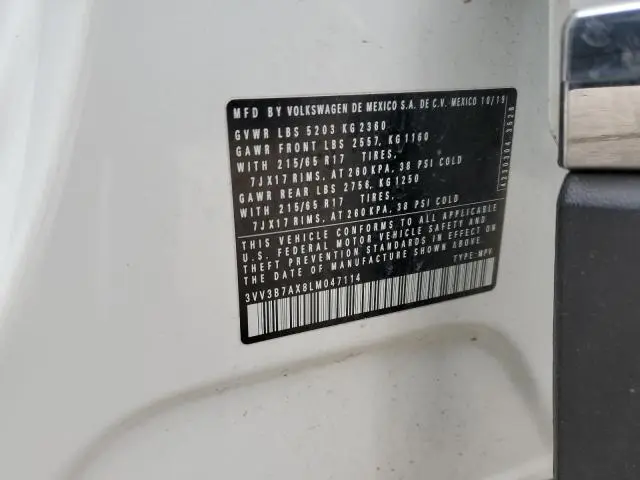 MFD BY VOLKSWAGEN DE MEXICO S.A. DE C.V. MEXICO 10/19
GVWR LBS 5203 KG 2360
GAWR FRONT LBS 2557, KG 1160
WITH 215/65 R17 TIRES,
7JX17 RIMS, AT 260 KPA, 38 PSI COLD
GAWR REAR LBS 2756, KG 1250
WITH 215/65 R17 TIRES,
7JX17 RIMS, AT 260 KPA, 38 PSI COLD
THIS VEHICLE CONFORMS TO ALL APPLICABLE
U.S. FEDERAL MOTOR VEHICLE SAFETY AND
THEFT PREVENTION STANDARDS IN EFFECT ON
THE DATE OF MANUFACTURE SHOWN ABOVE.
TYPE: MPV
3VV3B7AX8LM047114
4230304 3528